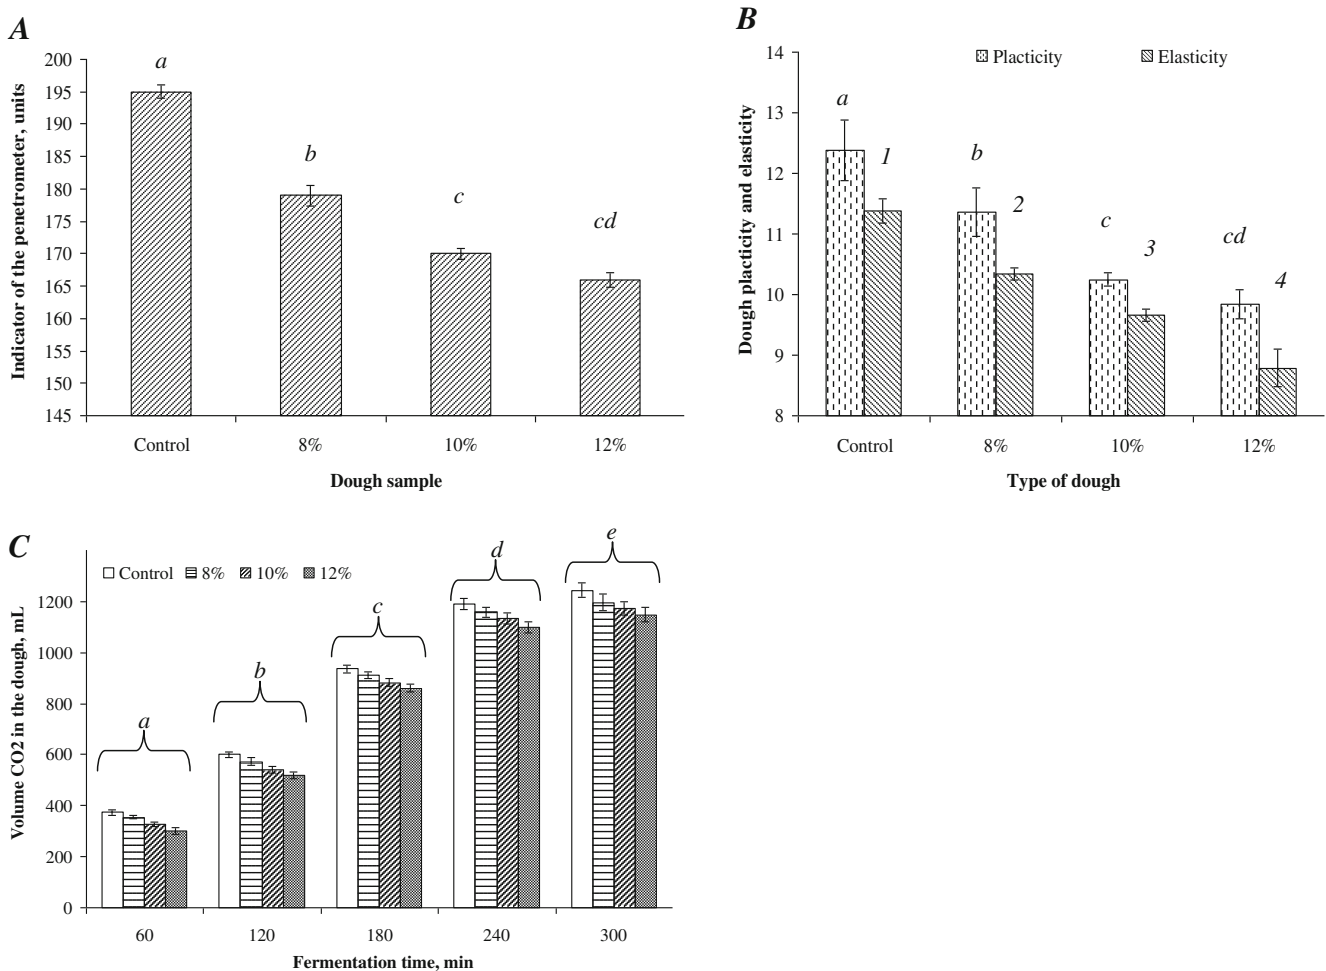 A
200
195
190
185
180
175
170
165
160
155
150
145
Indicator of the penetrometer, units
a
b
c
cd
Control 8% 10% 12%
Dough sample
B
14
13
12
11
10
9
8
Dough placticity and elasticity
Placticity Elasticity
a
1
b
2
c
3
cd
4
Control 8% 10% 12%
Type of dough
C
Control 8% 10% 12%
1200
1000
800
600
400
200
0
Volume CO2 in the dough, mL
a
b
c
d
e
60 120 180 240 300
Fermentation time, min